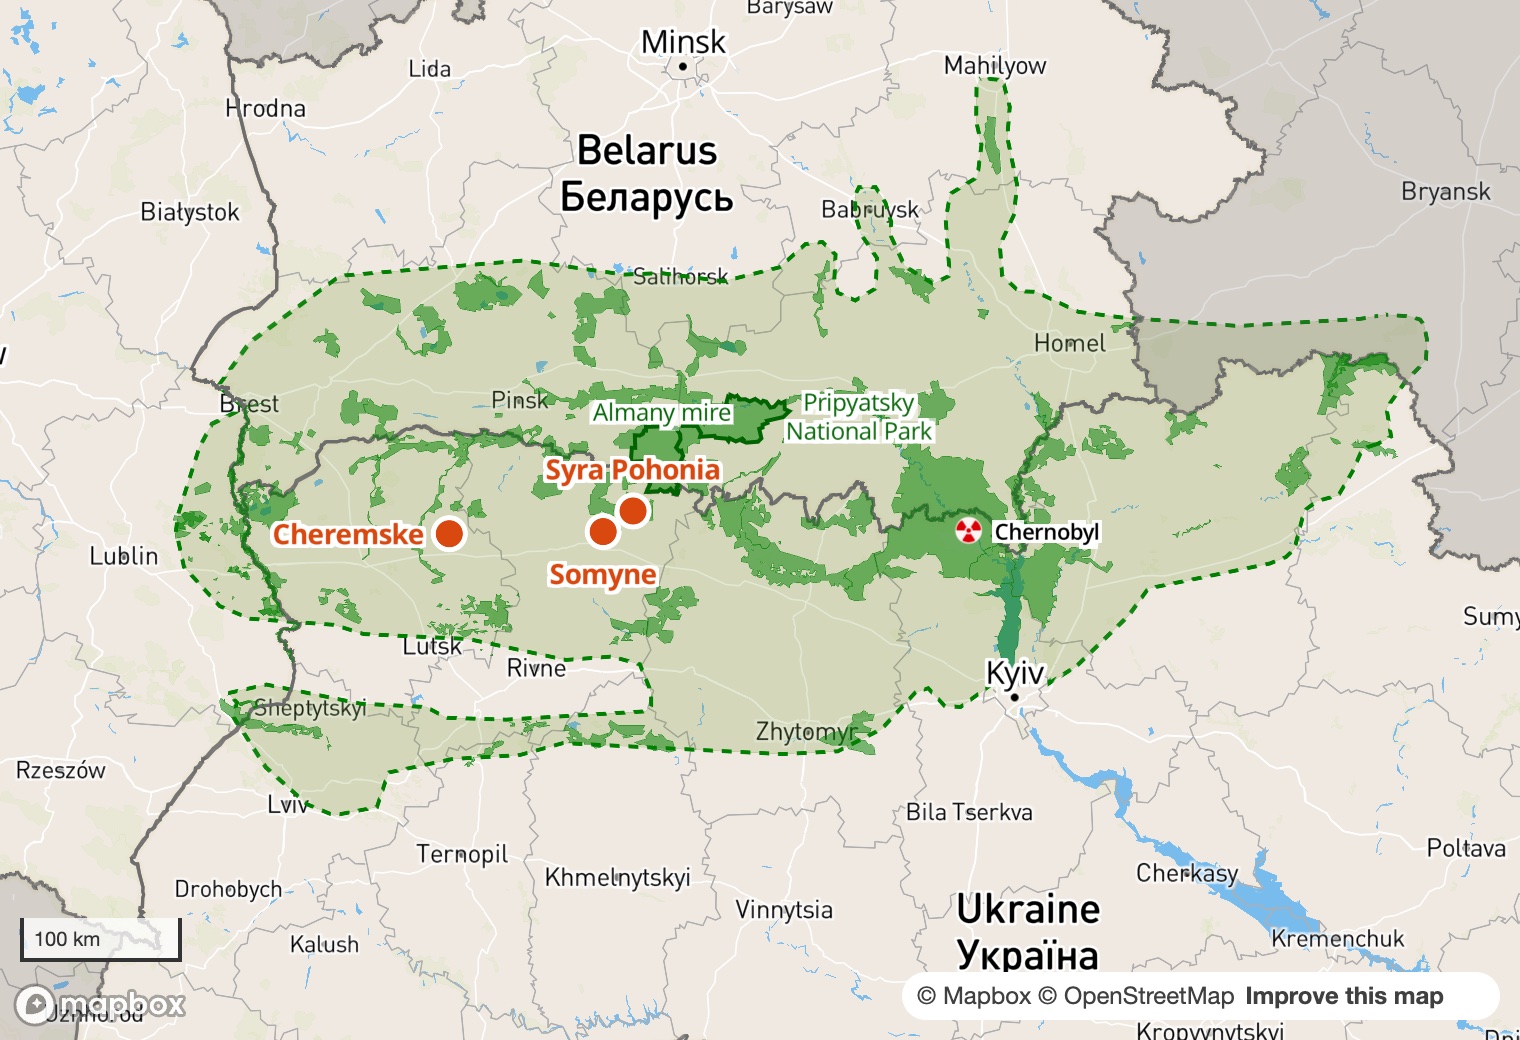 Barysaw
Minsk
Lida
Mahilyow
Hrodna
Belarus
Беларусь
Białystok
Babruysk
Bryansk
Salihorsk
Homel
Brest
Pinsk
Almany mire
Pripyatsky
National Park
Syra Pohonia
Cheremske
Chernobyl
Lublin
Somyne
Sumy
Lutsk
Rivne
Kyiv
Sheptytskyi
Zhytomyr
Rzeszów
Lviv
Bila Tserkva
Ternopil
Poltava
Khmelnytskyi
Cherkasy
Drohobych
Vinnytsia
Ukraine
Україна
100 km
Kalush
Kremenchuk
mapbox
Uzhhorod
© Mapbox © OpenStreetMap Improve this map
Kropyvnytskyi